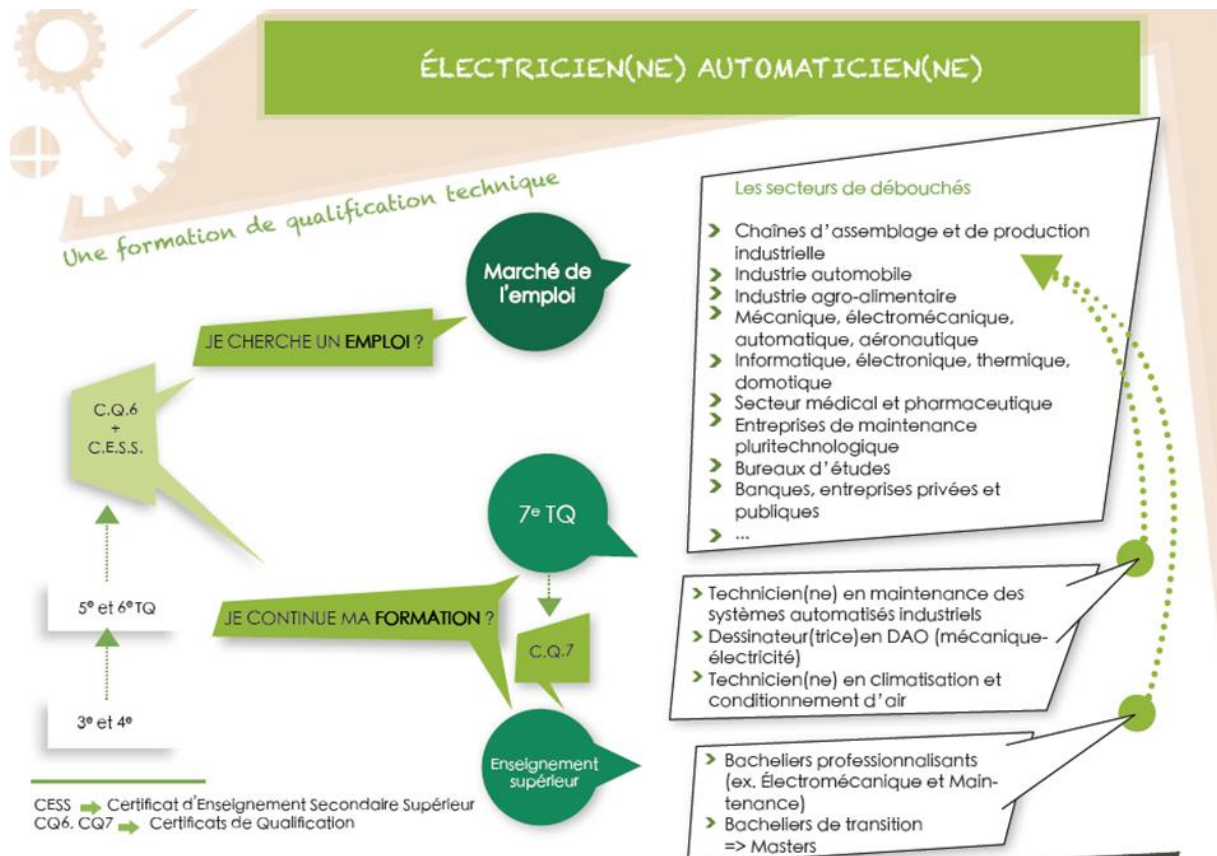 ÉLECTRICIEN(NE) AUTOMATICIEN(NE)
Une formation de qualification technique
Marché de
l'emploi
JE CHERCHE UN EMPLOI ?
C.Q.6
+
C.E.S.S.
5e et 6e TQ
3e et 4e
JE CONTINUE MA FORMATION ?
7e TQ
C.Q.7
Enseignement
supérieur
Les secteurs de débouchés
Chaînes d'assemblage et de production
industrielle
Industrie automobile
Industrie agro-alimentaire
Mécanique, électromécanique,
automatique, aéronautique
Informatique, électronique, thermique,
domotique
Secteur médical et pharmaceutique
Entreprises de maintenance
pluritechnologique
Bureaux d'études
Banques, entreprises privées et
publiques
...
Technicien(ne) en maintenance des
systèmes automatisés industriels
Dessinateur(trice)en DAO (mécanique-
électricité)
Technicien(ne) en climatisation et
conditionnement d'air
Bacheliers professionnalisants
(ex. Électromécanique et Main-
tenance)
Bacheliers de transition
=> Masters
CESS Certificat d'Enseignement Secondaire Supérieur
CQ6, CQ7 Certificats de Qualification